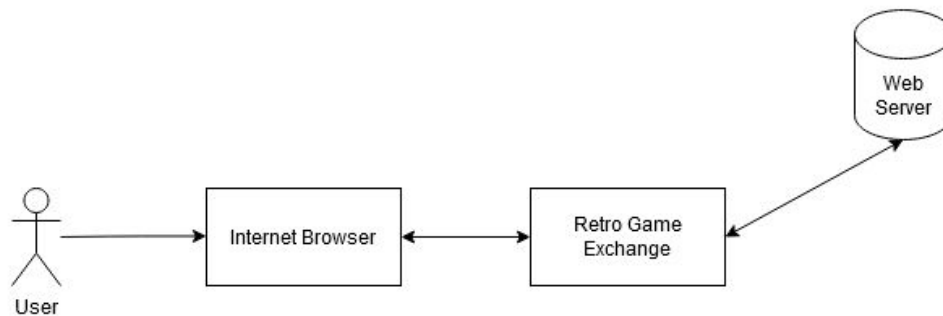 Web
Server
Internet Browser
Retro Game
Exchange
User